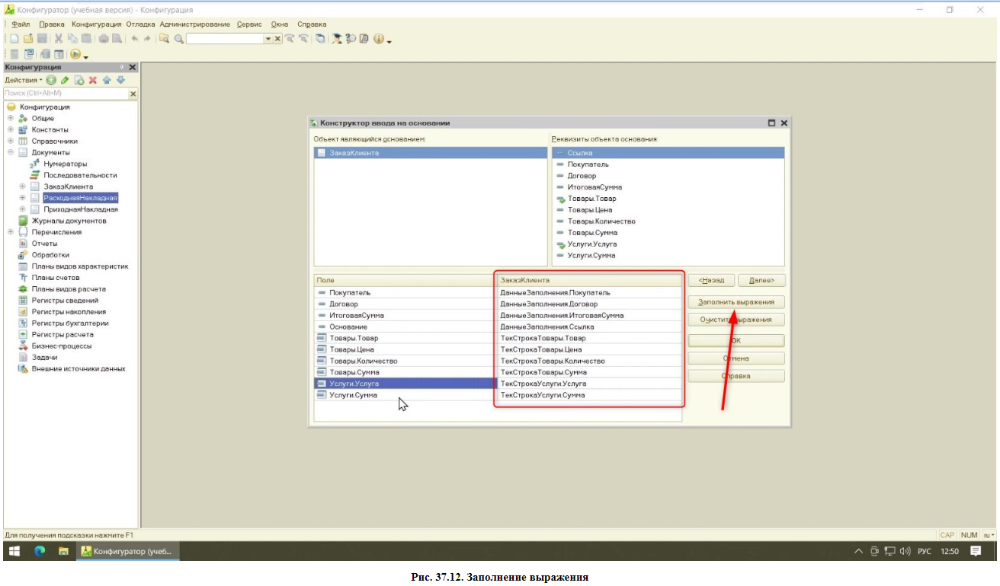 Конфигуратор (учебная версия) - Конфигурация
Файл Правка Конфигурация Отладка Администрирование Сервис Окна Справка
Конфигурация
Действия
Поиск (Ctrl+Alt+M)
Конфигурация
Общие
Константы
Справочники
Документы
Нумераторы
Последовательности
ЗаказКлиента
РасходнаяНакладная
ПриходнаяНакладная
Журналы документов
Перечисления
Отчеты
Обработки
Планы видов характеристик
Планы счетов
Планы видов расчета
Регистры сведений
Регистры накопления
Регистры бухгалтерии
Регистры расчета
Бизнес-процессы
Задачи
Внешние источники данных
Конструктор ввода на основании
Объект являющийся основанием:
ЗаказКлиента
Реквизиты объекта основания:
Ссылка
Покупатель
Договор
ИтоговаяСумма
Товары.Товар
Товары.Цена
Товары.Количество
Товары.Сумма
Услуги.Услуга
Услуги.Сумма
Поле ЗаказКлиента
Покупатель ДанныеЗаполнения.Покупатель
Договор ДанныеЗаполнения.Договор
ИтоговаяСумма ДанныеЗаполнения.ИтоговаяСумма
Основание ДанныеЗаполнения.Ссылка
Товары.Товар ТекСтрокаТовары.Товар
Товары.Цена ТекСтрокаТовары.Цена
Товары.Количество ТекСтрокаТовары.Количество
Товары.Сумма ТекСтрокаТовары.Сумма
Услуги.Услуга ТекСтрокаУслуги.Услуга
Услуги.Сумма ТекСтрокаУслуги.Сумма
<Назад Далее>
Заполнить выражения
Очистить выражения
ОК
Отмена
Справка
Для получения подсказки нажмите F1
CAP NUM ru
Конфигуратор (учеб...
РУС 12:50
Рис. 37.12. Заполнение выражения